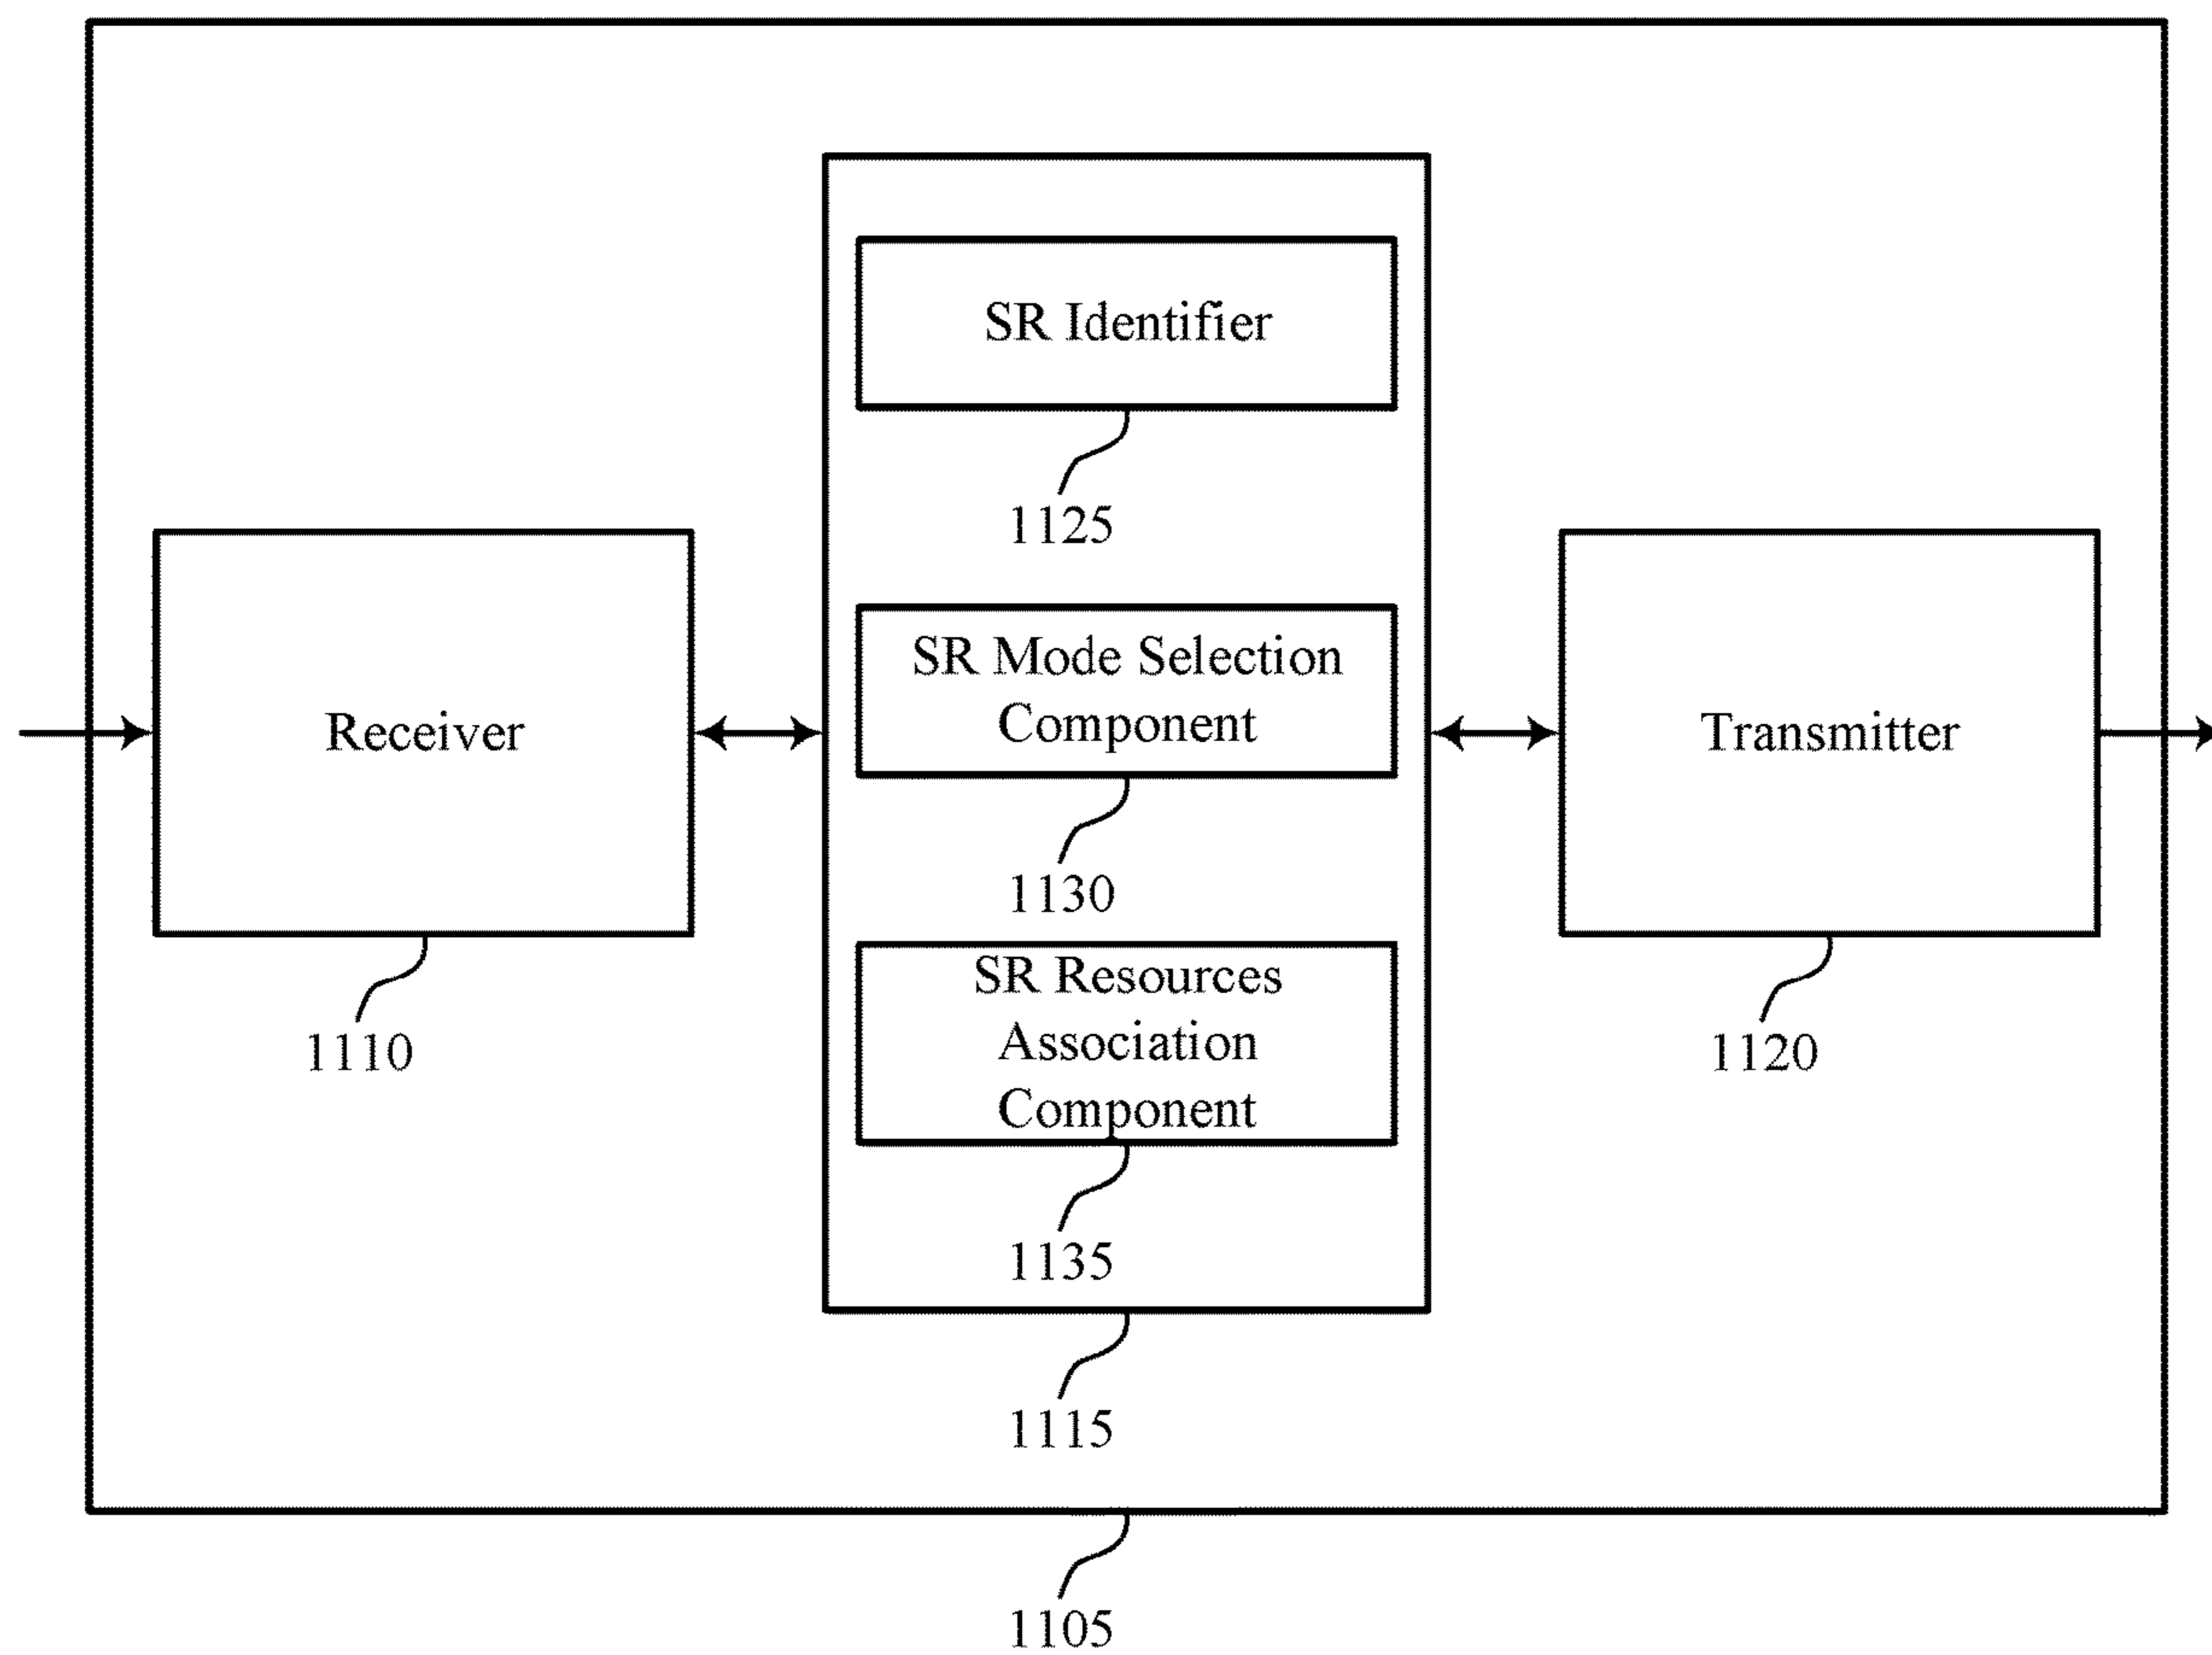 SR Identifier
1125
SR Mode Selection
Component
1130
SR Resources
Association
Component
1135
1115
Receiver
1110
Transmitter
1120
1105